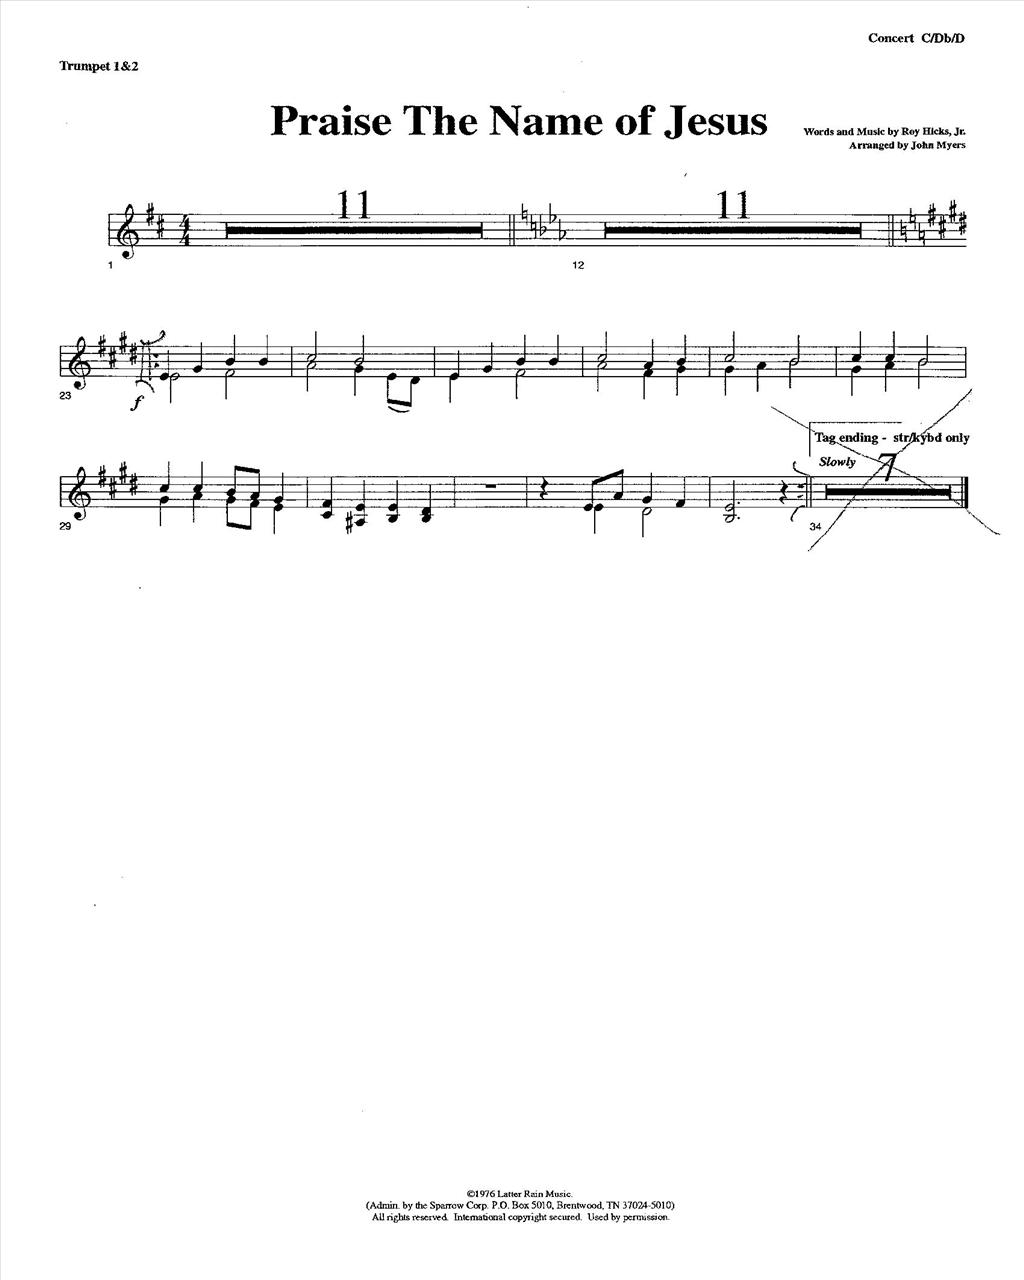 Concert C/Db/D
Trumpet 1&2
Praise The Name of Jesus
Words and Music by Roy Hicks, Jr.
Arranged by John Myers
11 11
1 12
23
f
Tag ending - str/kybd only
Slowly 7
29 34
©1976 Latter Rain Music.
(Admin. by the Sparrow Corp. P.O. Box 5010, Brentwood, TN 37024-5010)
All rights reserved. International copyright secured. Used by permission.